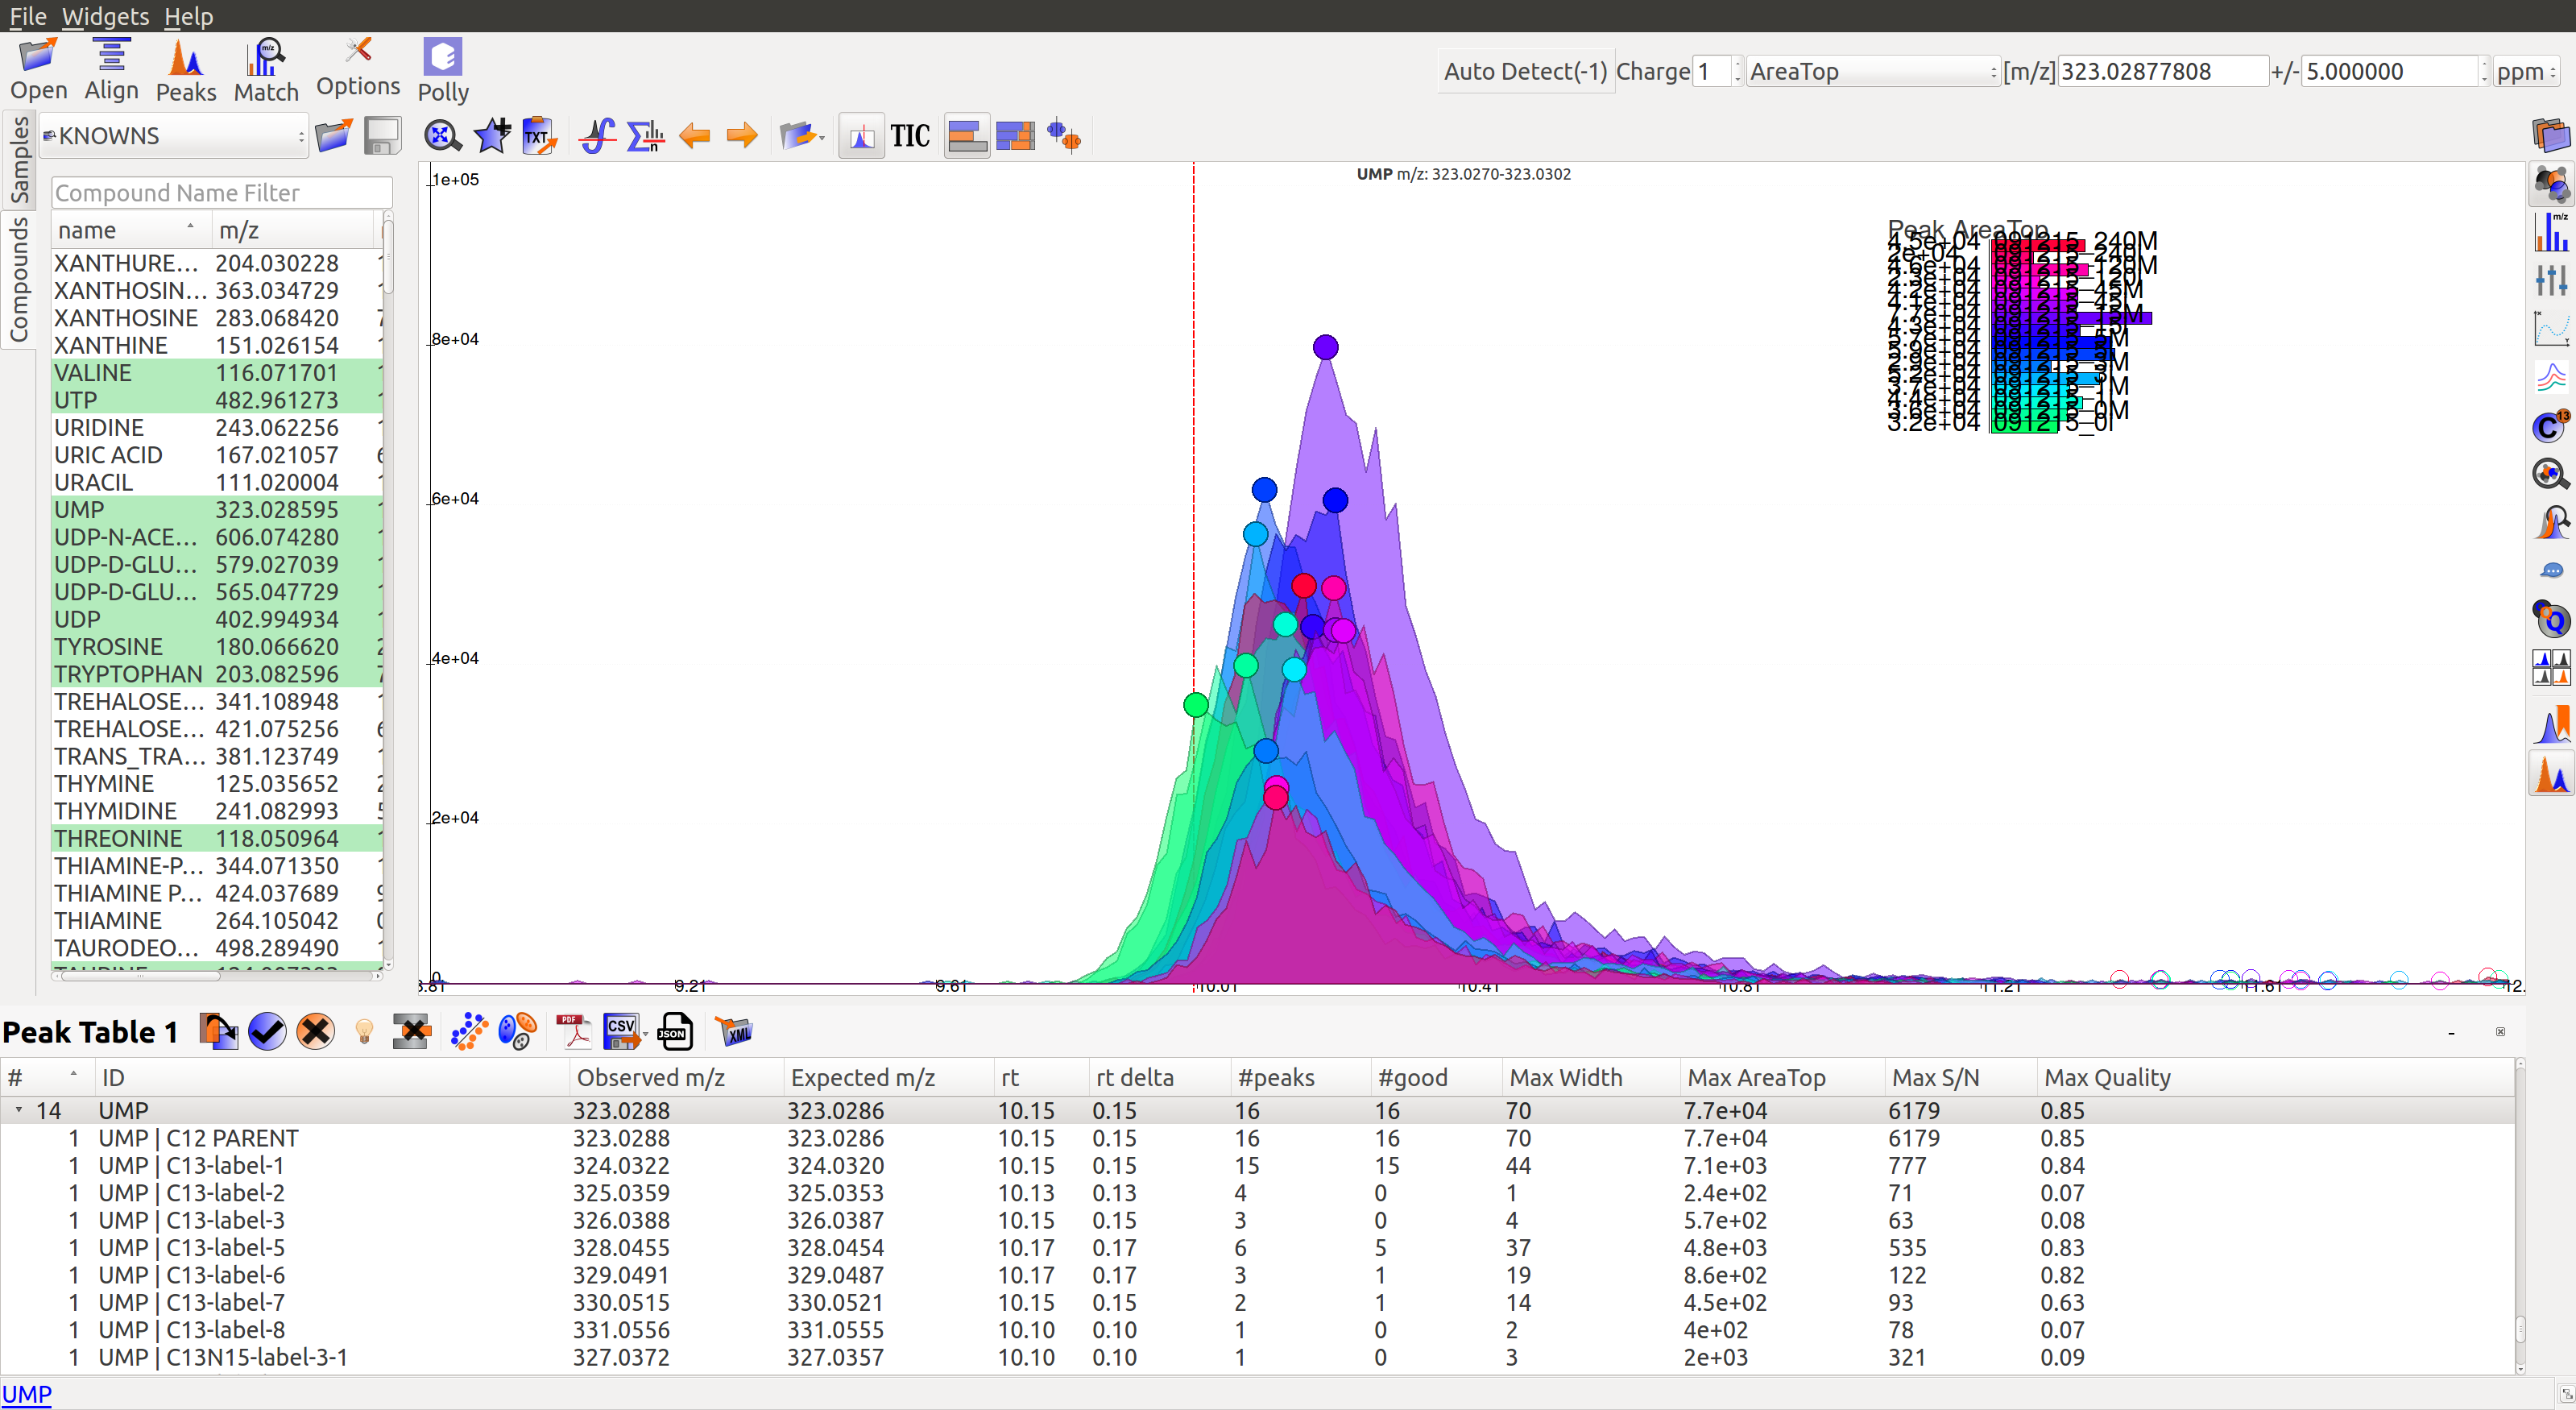 File Widgets Help
Open Align Peaks Match Options Polly
Auto Detect(-1) Charge 1 AreaTop [m/z] 323.02877808 +/- 5.000000 ppm
Samples
Compounds
KNOWNS
TXT
TIC
Compound Name Filter
name m/z
XANTHURE... 204.030228
XANTHOSIN... 363.034729
XANTHOSINE 283.068420
XANTHINE 151.026154
VALINE 116.071701
UTP 482.961273
URIDINE 243.062256
URIC ACID 167.021057
URACIL 111.020004
UMP 323.028595
UDP-N-ACE... 606.074280
UDP-D-GLU... 579.027039
UDP-D-GLU... 565.047729
UDP 402.994934
TYROSINE 180.066620
TRYPTOPHAN 203.082596
TREHALOSE... 341.108948
TREHALOSE... 421.075256
TRANS_TRA... 381.123749
THYMINE 125.035652
THYMIDINE 241.082993
THREONINE 118.050964
THIAMINE-P... 344.071350
THIAMINE P... 424.037689
THIAMINE 264.105042
TAURODEO... 498.289490
UMP m/z: 323.0270-323.0302
1e+05
8e+04
6e+04
4e+04
2e+04
0
9.21 9.61 10.01 10.41 10.81 11.21 11.61
Peak AreaTop
4.5e+04 091215_240M
3.6e+04 091215_0M
3.2e+04 091215_0I
Peak Table 1
PDF CSV JSON XML
# ID Observed m/z Expected m/z rt rt delta #peaks #good Max Width Max AreaTop Max S/N Max Quality
14 UMP 323.0288 323.0286 10.15 0.15 16 16 70 7.7e+04 6179 0.85
1 UMP | C12 PARENT 323.0288 323.0286 10.15 0.15 16 16 70 7.7e+04 6179 0.85
1 UMP | C13-label-1 324.0322 324.0320 10.15 0.15 15 15 44 7.1e+03 777 0.84
1 UMP | C13-label-2 325.0359 325.0353 10.13 0.13 4 0 1 2.4e+02 71 0.07
1 UMP | C13-label-3 326.0388 326.0387 10.15 0.15 3 0 4 5.7e+02 63 0.08
1 UMP | C13-label-5 328.0455 328.0454 10.17 0.17 6 5 37 4.8e+03 535 0.83
1 UMP | C13-label-6 329.0491 329.0487 10.17 0.17 3 1 19 8.6e+02 122 0.82
1 UMP | C13-label-7 330.0515 330.0521 10.15 0.15 2 1 14 4.5e+02 93 0.63
1 UMP | C13-label-8 331.0556 331.0555 10.10 0.10 1 0 2 4e+02 78 0.07
1 UMP | C13N15-label-3-1 327.0372 327.0357 10.10 0.10 1 0 3 2e+03 321 0.09
UMP